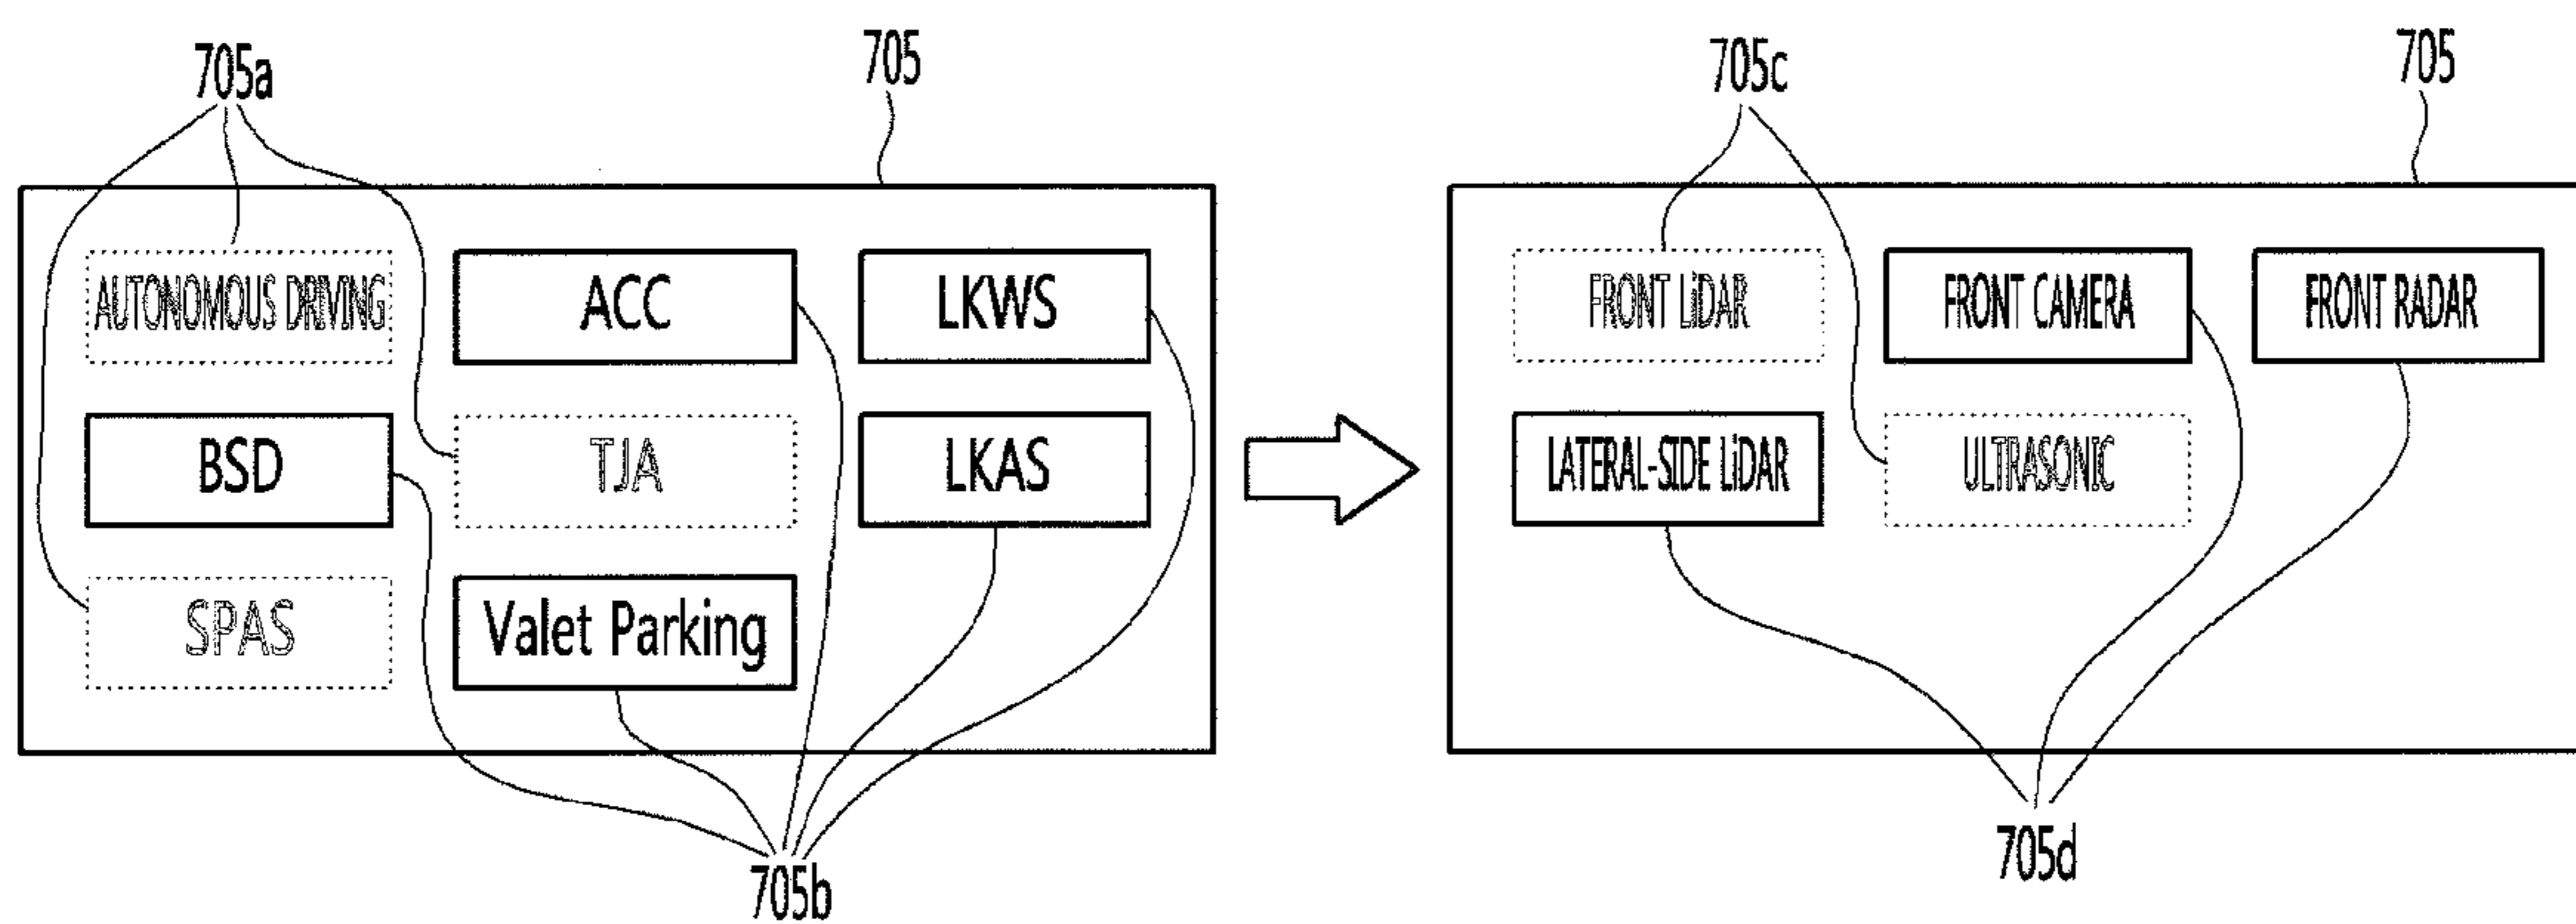 705a
705
705c
705
AUTONOMOUS DRIVING
ACC
LKWS
FRONT LiDAR
FRONT CAMERA
FRONT RADAR
BSD
TJA
LKAS
LATERAL-SIDE LiDAR
ULTRASONIC
SPAS
Valet Parking
705b
705d